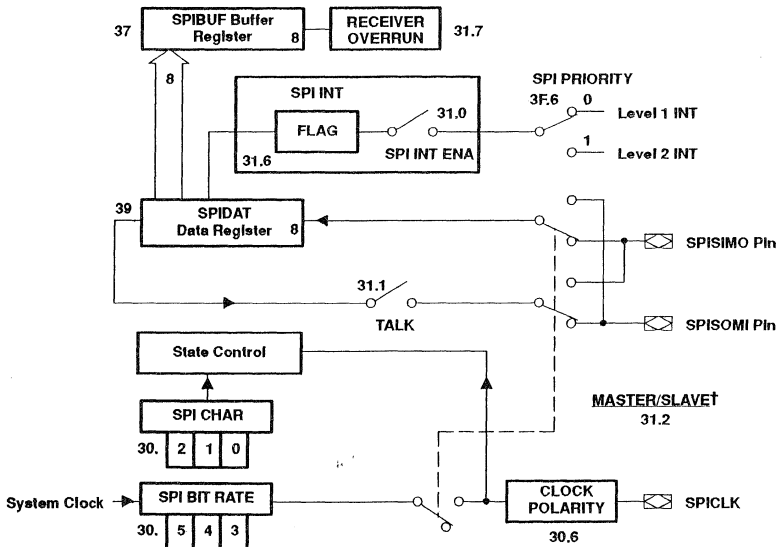 37
SPIBUF Buffer
Register
8
RECEIVER
OVERRUN
31.7
8
SPI INT
FLAG
31.6
31.0
SPI INT ENA
SPI PRIORITY
3F.6
0
Level 1 INT
1
Level 2 INT
39
SPIDAT
Data Register
8
SPISIMO Pin
31.1
TALK
SPISOMI Pin
State Control
MASTER/SLAVE†
31.2
SPI CHAR
30.
2
1
0
System Clock
SPI BIT RATE
30.
5
4
3
CLOCK
POLARITY
30.6
SPICLK